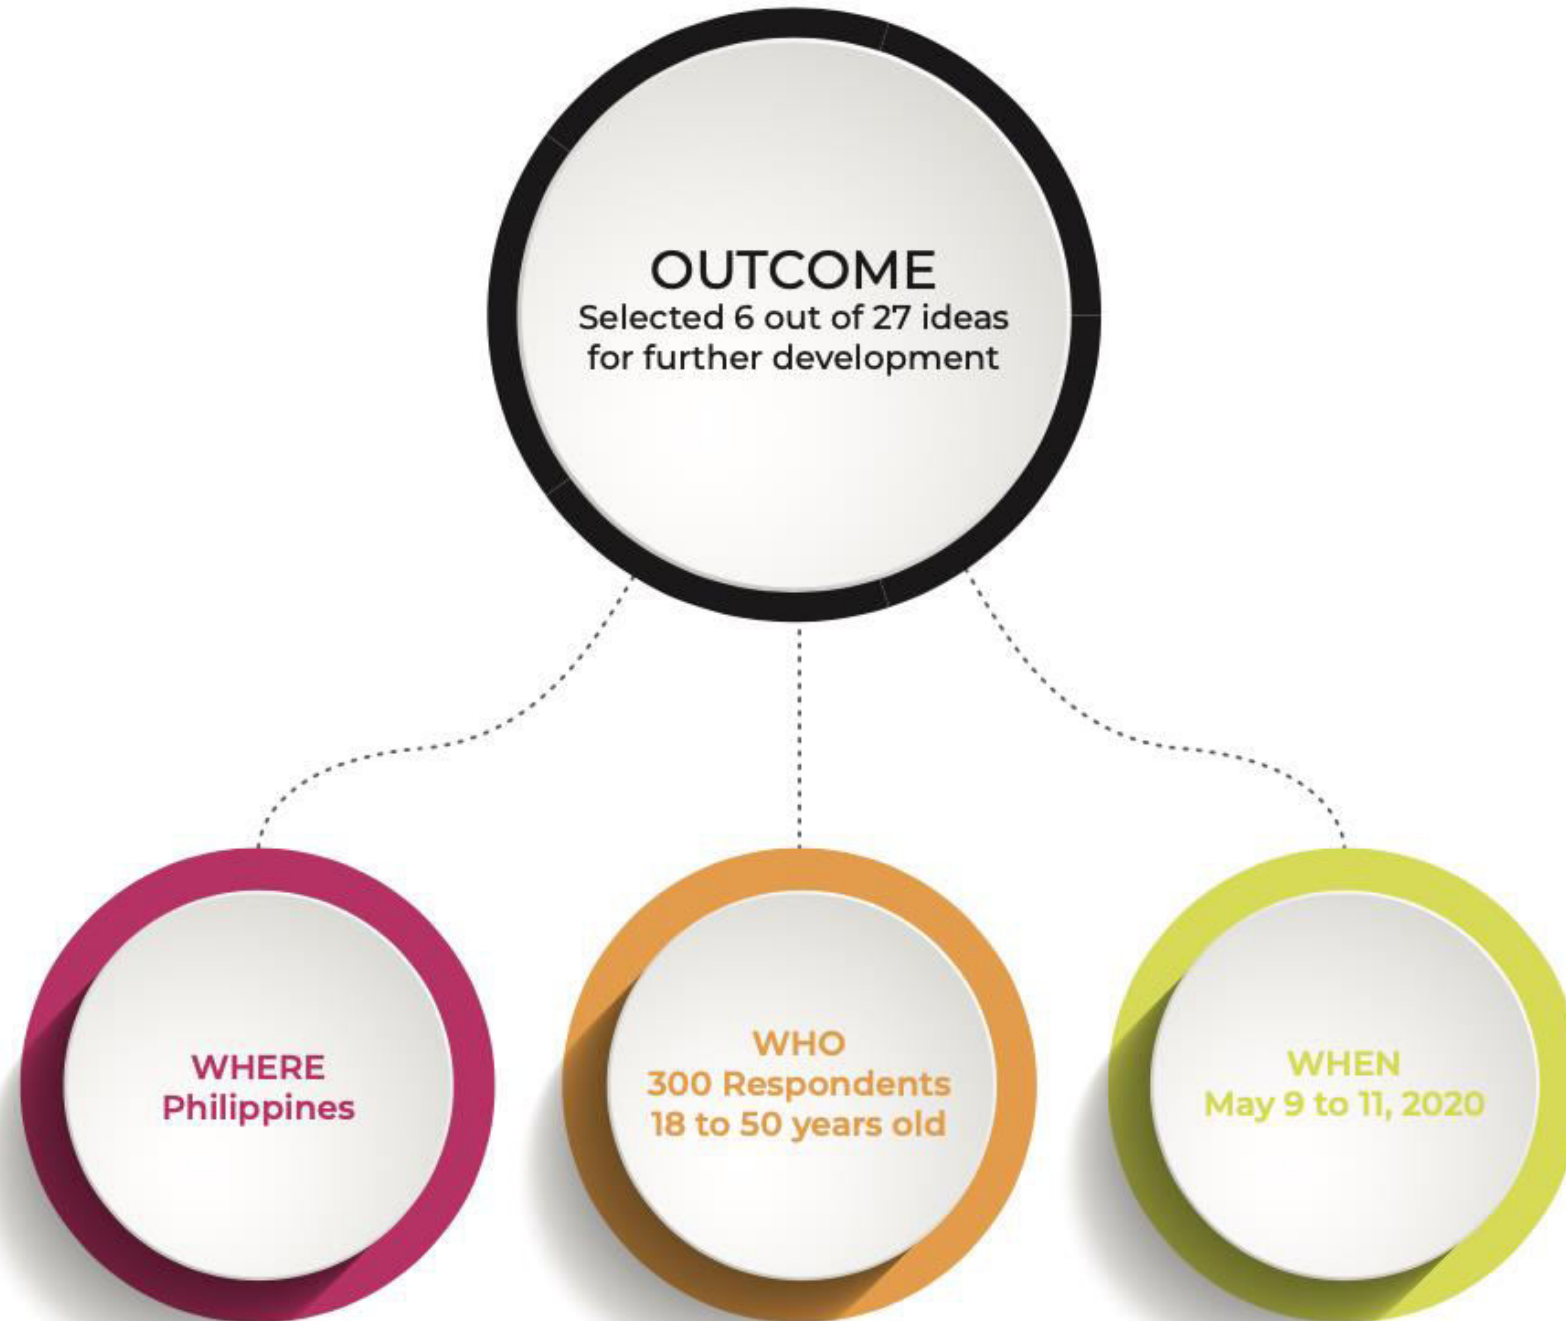 OUTCOME
Selected 6 out of 27 ideas
for further development
WHERE
Philippines
WHO
300 Respondents
18 to 50 years old
WHEN
May 9 to 11, 2020